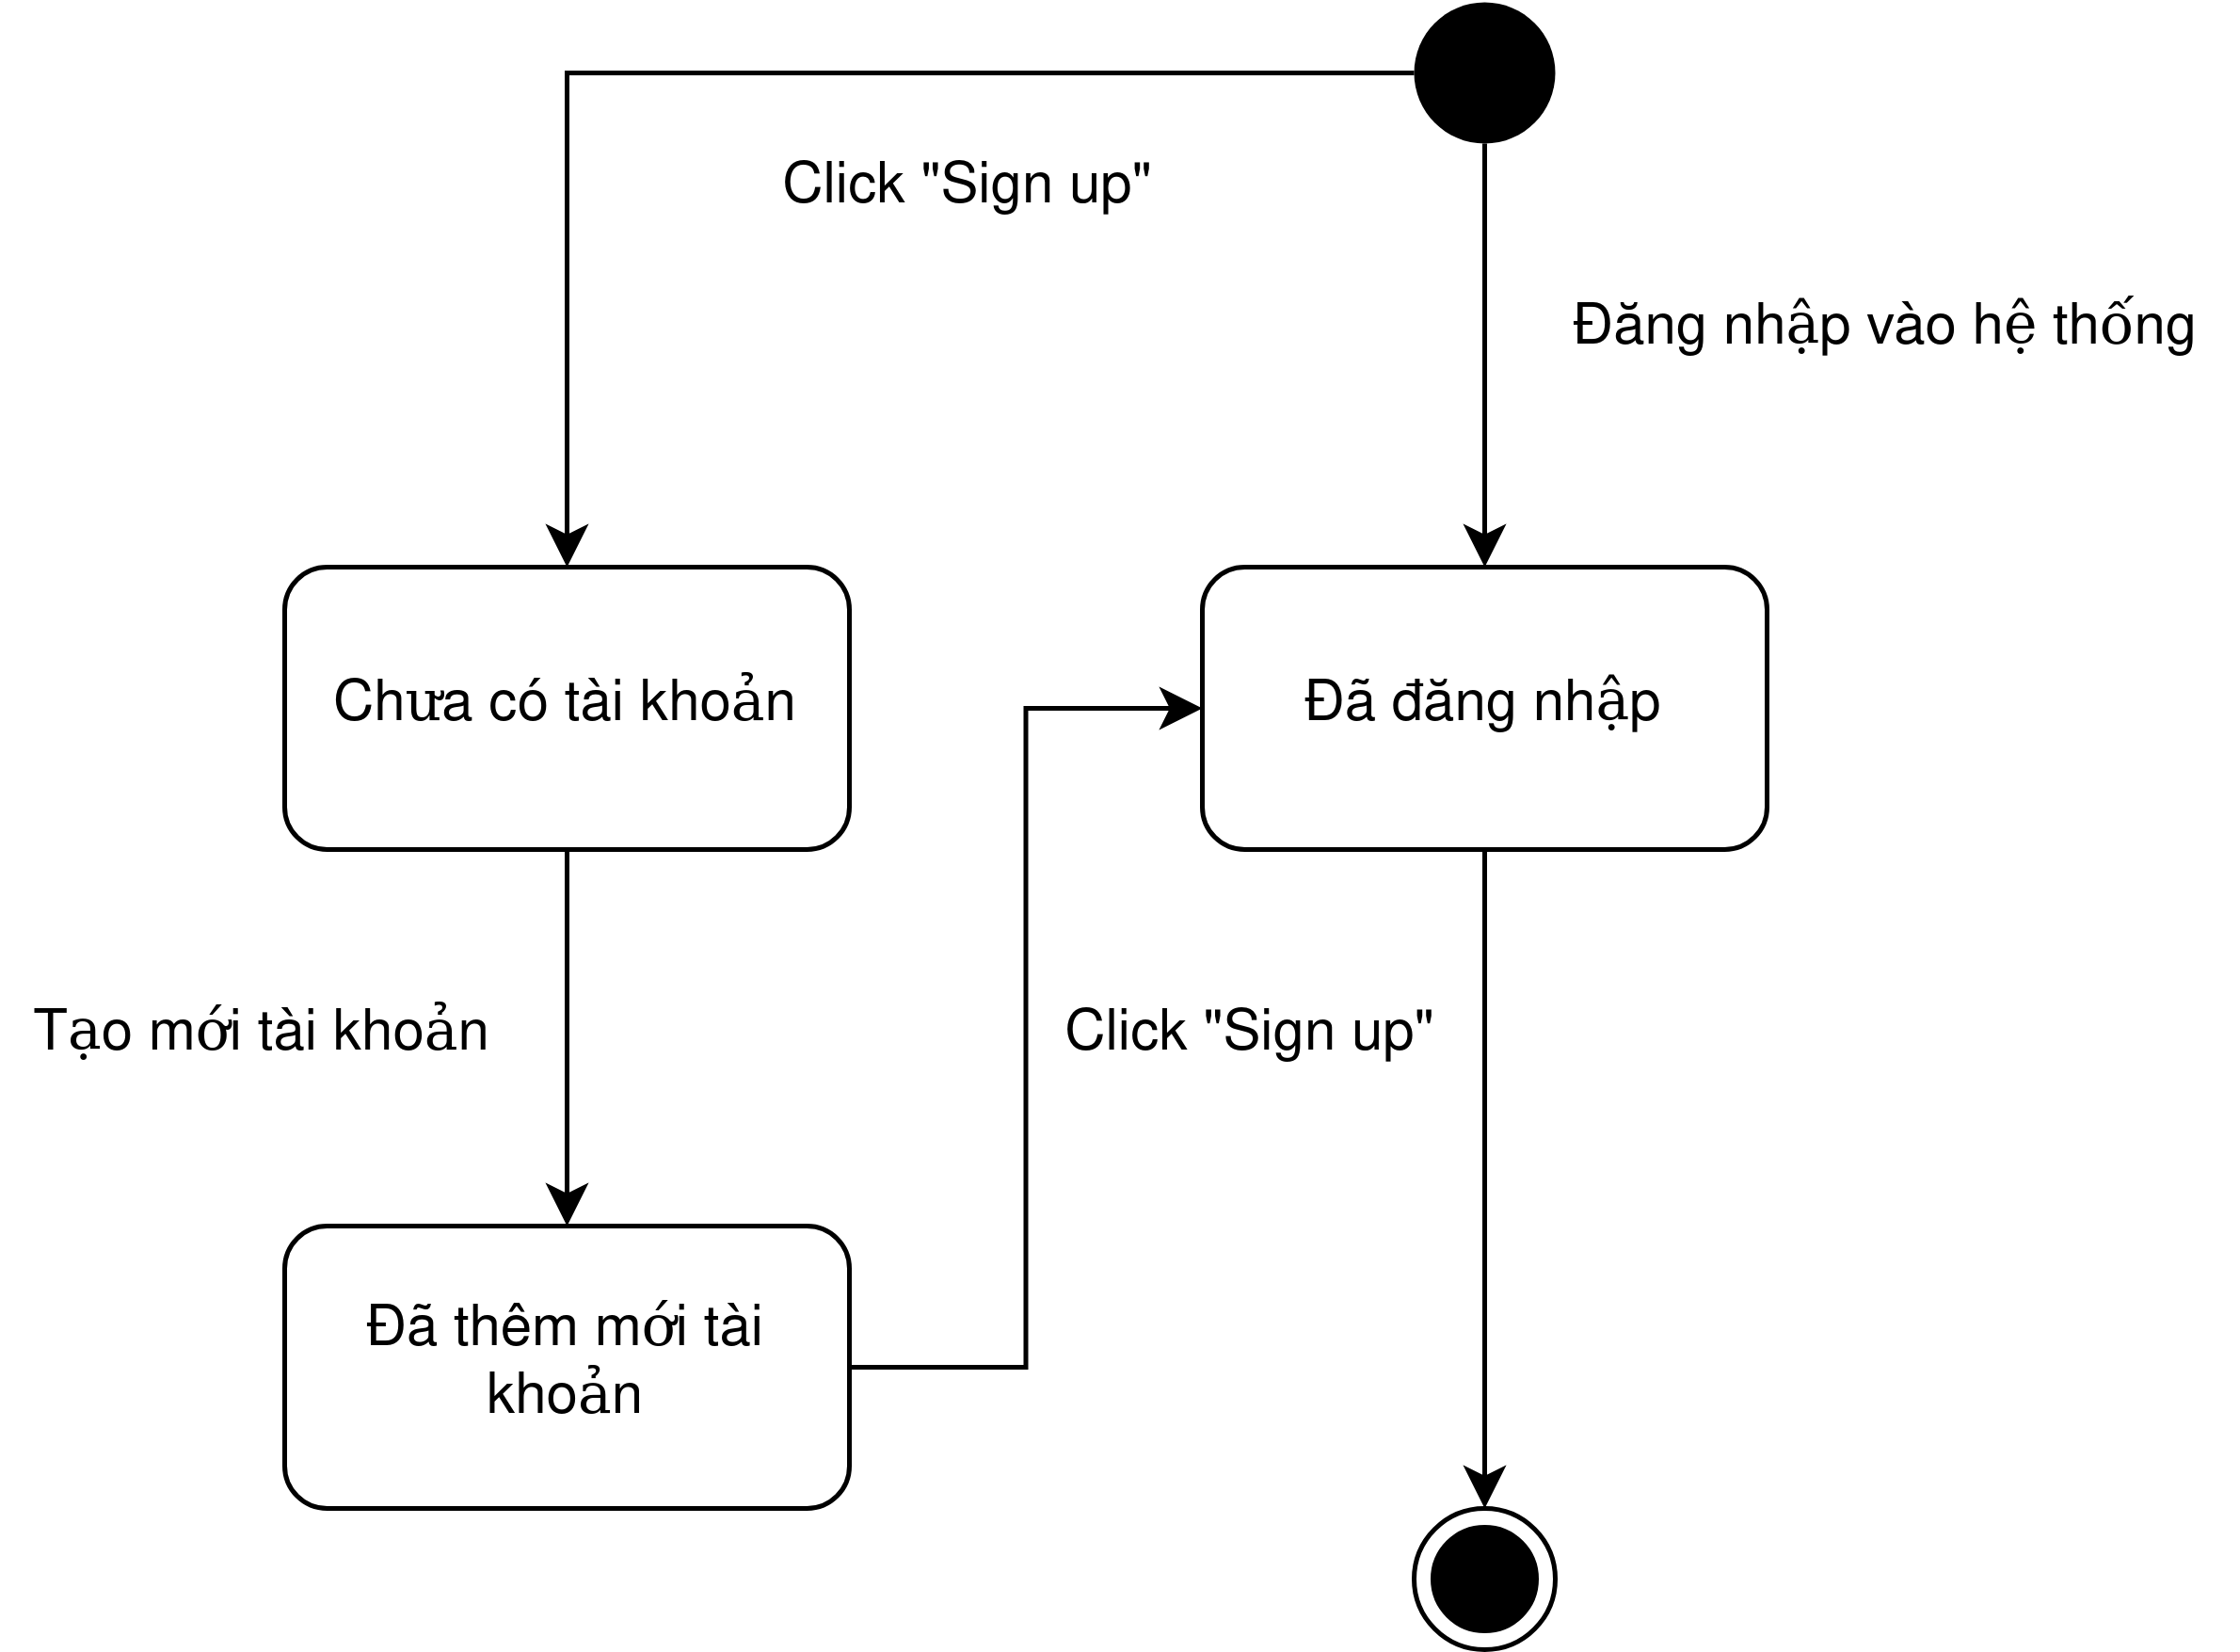 Click "Sign up"
Đăng nhập vào hệ thống
Chưa có tài khoản
Đã đăng nhập
Tạo mới tài khoản
Click "Sign up"
Đã thêm mới tài
khoản